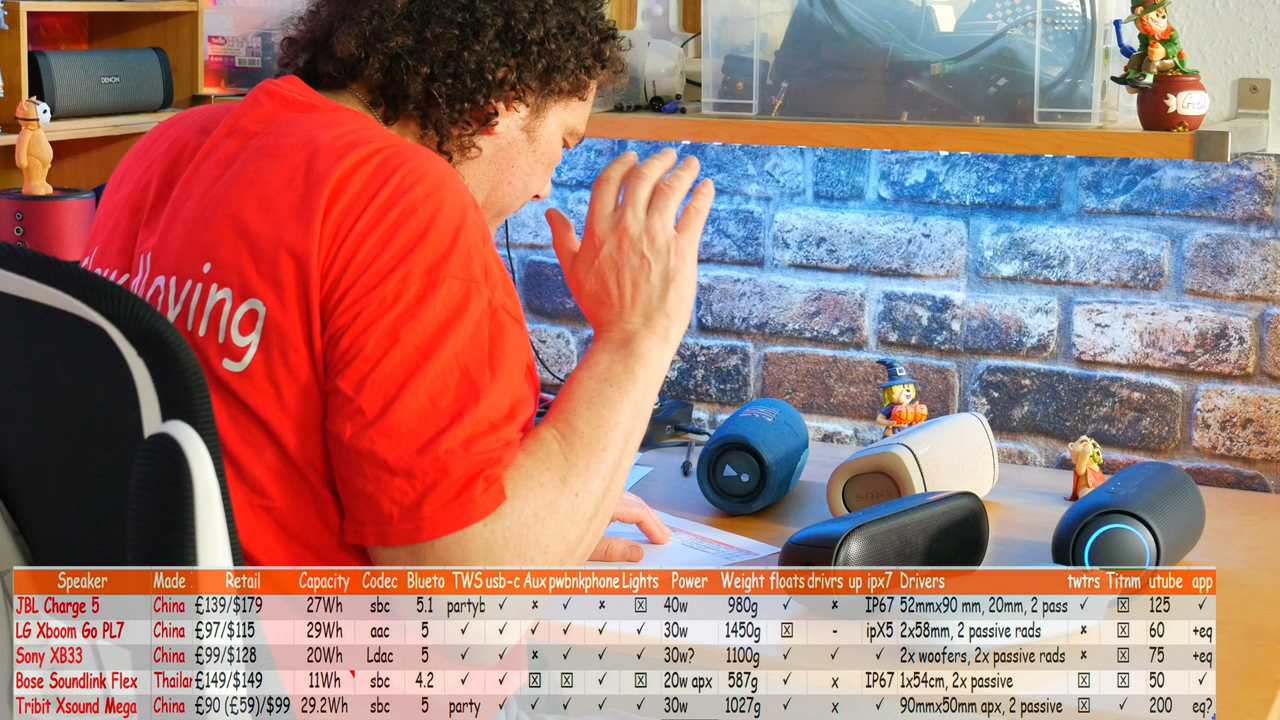 DENON
Gold
Moving
SONY
Speaker Made Retail Capacity Codec Blueto TWS usb-c Aux pwbnk phone Lights Power Weight floats drivrs up ipx7 Drivers twtrs Titnm utube app
JBL Charge 5 China £139/$179 27Wh sbc 5.1 partyb ✓ × ✓ × ☒ 40w 980g ✓ × IP67 52mmx90 mm, 20mm, 2 pass ✓ ☒ 125 ✓
LG Xboom Go PL7 China £97/$115 29Wh aac 5 ✓ ✓ ✓ ✓ ✓ ✓ 30w 1450g ☒ - ipX5 2x58mm, 2 passive rads × ☒ 60 +eq
Sony XB33 China £99/$128 20Wh Ldac 5 ✓ ✓ × ✓ ✓ ✓ 30w? 1100g ✓ ✓ ✓ 2x woofers, 2x passive rads × ☒ 75 +eq
Bose Soundlink Flex Thailar £149/$149 11Wh sbc 4.2 ✓ ✓ ☒ ☒ ✓ ☒ 20w apx 587g ✓ x IP67 1x54cm, 2x passive ☒ ☒ 50 ✓
Tribit Xsound Mega China £90 (£59)/$99 29.2Wh sbc 5 party ✓ ✓ ✓ ✓ ✓ 30w 1027g ✓ x ✓ 90mmx50mm apx, 2 passive ☒ ✓ 200 eq?